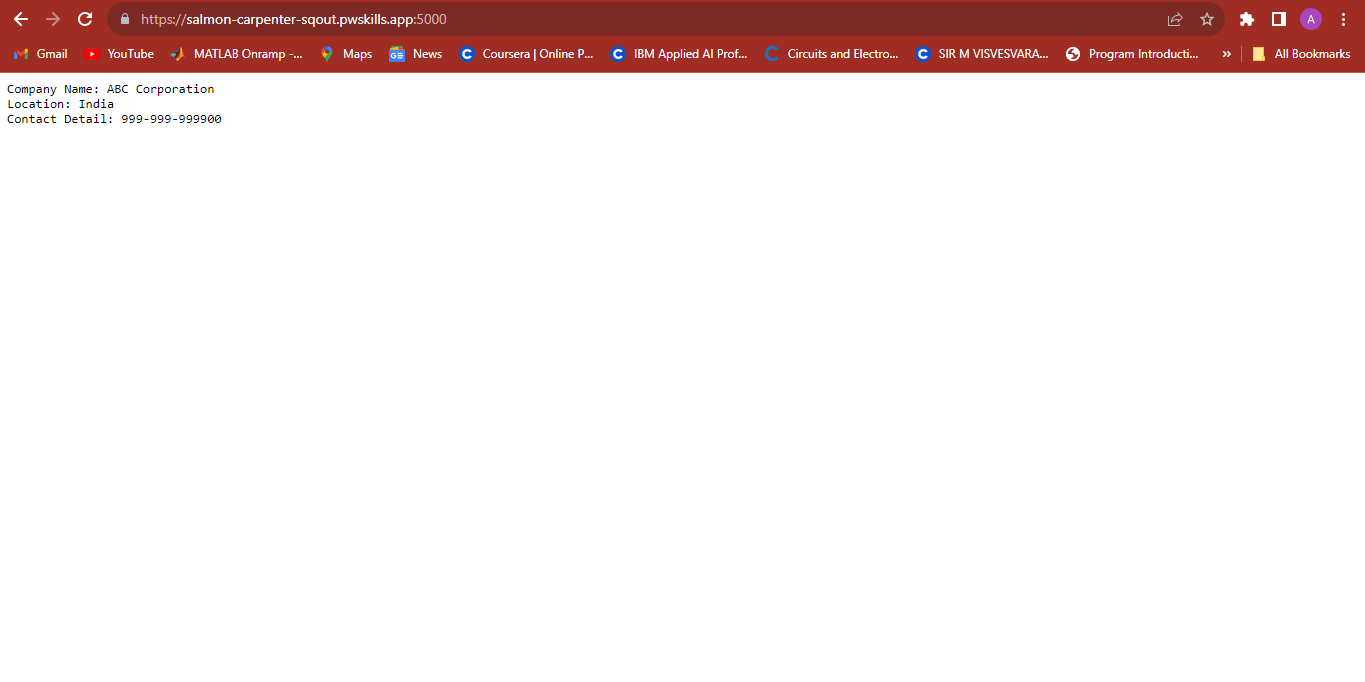 https://salmon-carpenter-sqout.pwskills.app:5000
A
Gmail YouTube MATLAB Onramp -... Maps GE News Coursera | Online P... IBM Applied AI Prof... Circuits and Electro... SIR M VISVESVARA... Program Introducti... » All Bookmarks
Company Name: ABC Corporation
Location: India
Contact Detail: 999-999-999900